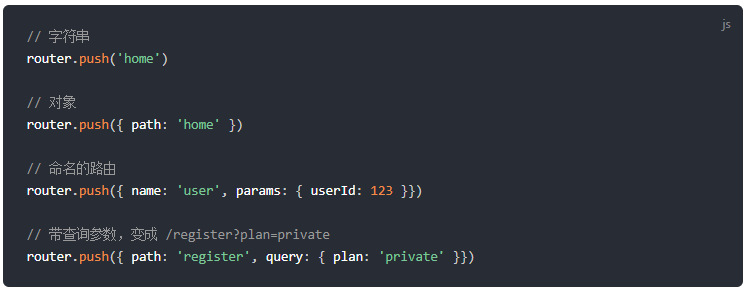 js
// 字符串
router.push('home')
// 对象
router.push({ path: 'home' })
// 命名的路由
router.push({ name: 'user', params: { userId: 123 }})
// 带查询参数，变成 /register?plan=private
router.push({ path: 'register', query: { plan: 'private' }})